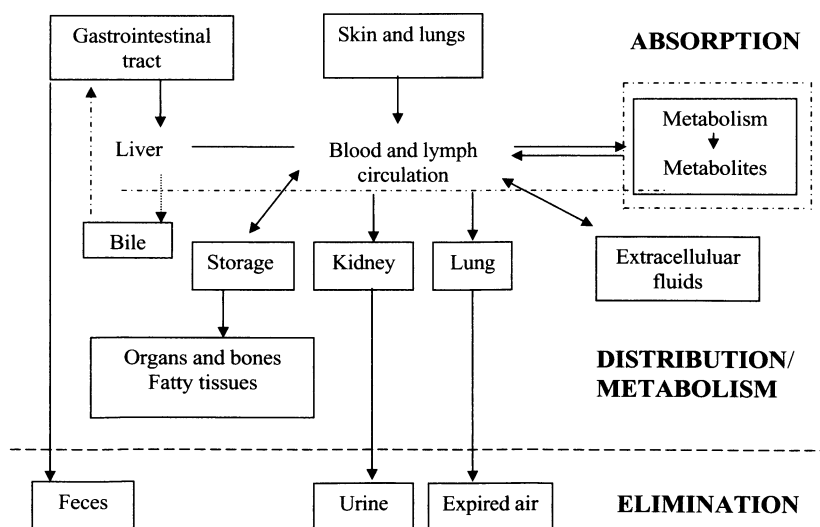 Gastrointestinal
tract
Skin and lungs
ABSORPTION
Metabolism
Metabolites
Liver
Blood and lymph
circulation
Bile
Storage
Kidney
Lung
Extracelluluar
fluids
Organs and bones
Fatty tissues
DISTRIBUTION/
METABOLISM
Feces
Urine
Expired air
ELIMINATION